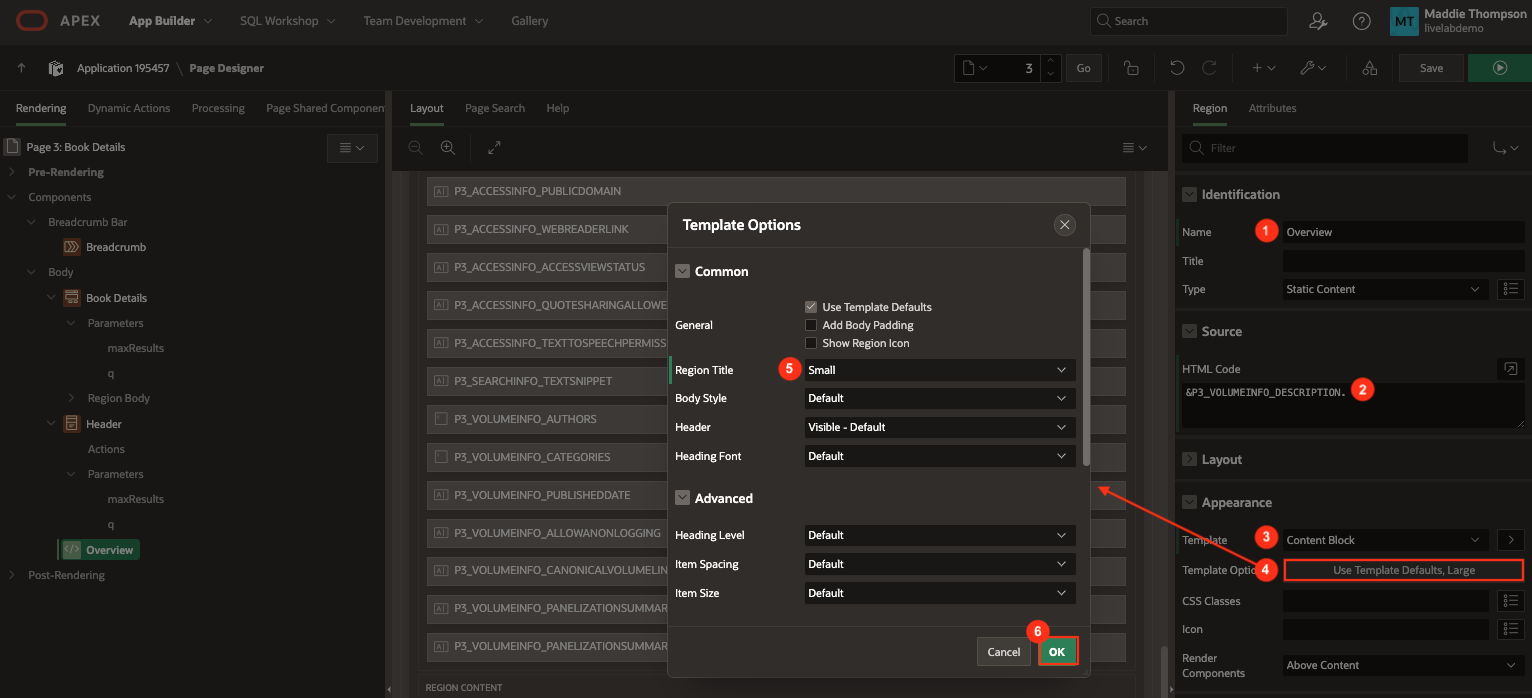 APEX App Builder SQL Workshop Team Development Gallery Search MT Maddie Thompson
livelabdemo
Application 195457 \ Page Designer 3 Go Save
Rendering Dynamic Actions Processing Page Shared Componen
Layout Page Search Help
Region Attributes
Page 3: Book Details
Pre-Rendering
Components
Breadcrumb Bar
Breadcrumb
Body
Book Details
Parameters
maxResults
q
Region Body
Header
Actions
Parameters
maxResults
q
Overview
Post-Rendering
P3_ACCESSINFO_PUBLICDOMAIN
P3_ACCESSINFO_WEBREADERLINK
P3_ACCESSINFO_ACCESSVIEWSTATUS
P3_ACCESSINFO_QUOTESHARINGALLOWE
P3_ACCESSINFO_TEXTTOSPEECHPERMISS
P3_SEARCHINFO_TEXTSNIPPET
P3_VOLUMEINFO_AUTHORS
P3_VOLUMEINFO_CATEGORIES
P3_VOLUMEINFO_PUBLISHEDDATE
P3_VOLUMEINFO_ALLOWANONLOGGING
P3_VOLUMEINFO_CANONICALVOLUMELIN
P3_VOLUMEINFO_PANELIZATIONSUMMAR
P3_VOLUMEINFO_PANELIZATIONSUMMAR
REGION CONTENT
Template Options
Common
General
Use Template Defaults
Add Body Padding
Show Region Icon
Region Title 5 Small
Body Style Default
Header Visible - Default
Heading Font Default
Advanced
Heading Level Default
Item Spacing Default
Item Size Default
6
Cancel OK
Filter
Identification
Name 1 Overview
Title
Type Static Content
Source
HTML Code
&P3_VOLUMEINFO_DESCRIPTION. 2
Layout
Appearance
Template 3 Content Block
Template Optio 4 Use Template Defaults, Large
CSS Classes
Icon
Render
Components Above Content